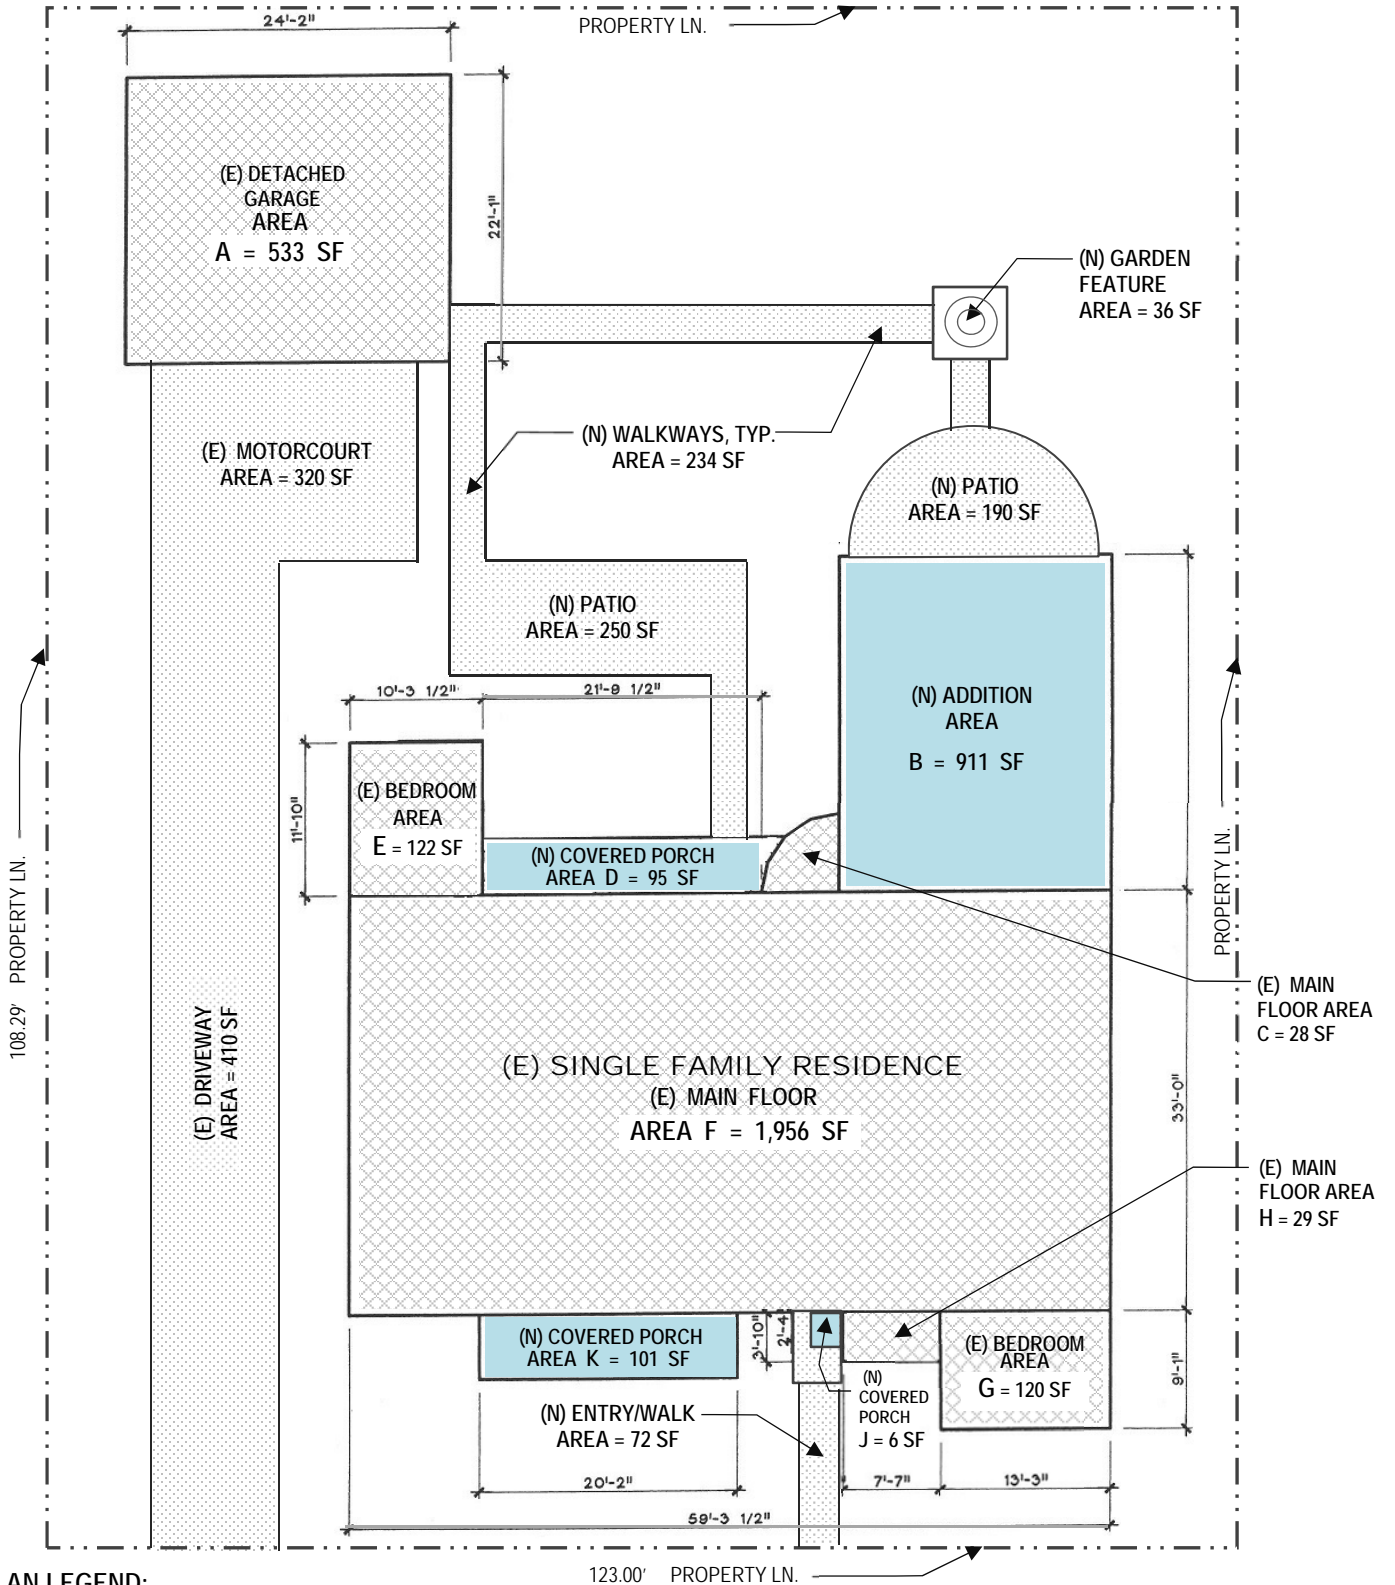 24'-2"
PROPERTY LN.
(E) DETACHED
GARAGE
AREA
A = 533 SF
22'-1"
(N) GARDEN
FEATURE
AREA = 36 SF
(E) MOTORCOURT
AREA = 320 SF
(N) WALKWAYS, TYP.
AREA = 234 SF
(N) PATIO
AREA = 190 SF
(N) PATIO
AREA = 250 SF
10'-3 1/2"
21'-9 1/2"
(N) ADDITION
AREA
B = 911 SF
11'-10"
(E) BEDROOM
AREA
E = 122 SF
(N) COVERED PORCH
AREA D = 95 SF
108.29' PROPERTY LN.
PROPERTY LN.
(E) MAIN
FLOOR AREA
C = 28 SF
(E) DRIVEWAY
AREA = 410 SF
(E) SINGLE FAMILY RESIDENCE
(E) MAIN FLOOR
AREA F = 1,956 SF
33'-0"
(E) MAIN
FLOOR AREA
H = 29 SF
(N) COVERED PORCH
AREA K = 101 SF
3'-10"
2'-4"
(E) BEDROOM
AREA
G = 120 SF
9'-1"
(N)
COVERED
PORCH
J = 6 SF
(N) ENTRY/WALK
AREA = 72 SF
20'-2"
7'-7"
13'-3"
59'-3 1/2"
123.00' PROPERTY LN.
AN LEGEND: